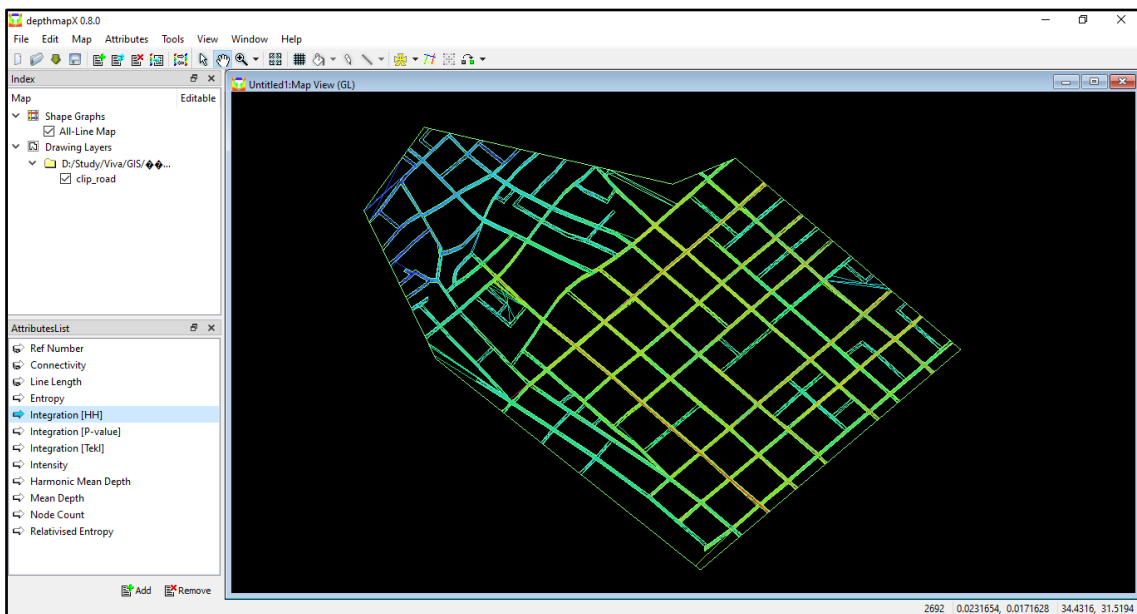 depthmapX 0.8.0
File Edit Map Attributes Tools View Window Help
Index
Map Editable
Shape Graphs
All-Line Map
Drawing Layers
D:/Study/Viva/GIS/��...
clip_road
AttributesList
Ref Number
Connectivity
Line Length
Entropy
Integration [HH]
Integration [P-value]
Integration [Tekl]
Intensity
Harmonic Mean Depth
Mean Depth
Node Count
Relativised Entropy
Add Remove
Untitled1:Map View (GL)
2692 0.0231654, 0.0171628 34.4316, 31.5194